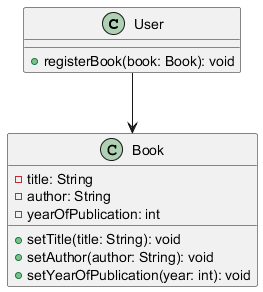 C User
registerBook(book: Book): void
C Book
title: String
author: String
yearOfPublication: int
setTitle(title: String): void
setAuthor(author: String): void
setYearOfPublication(year: int): void